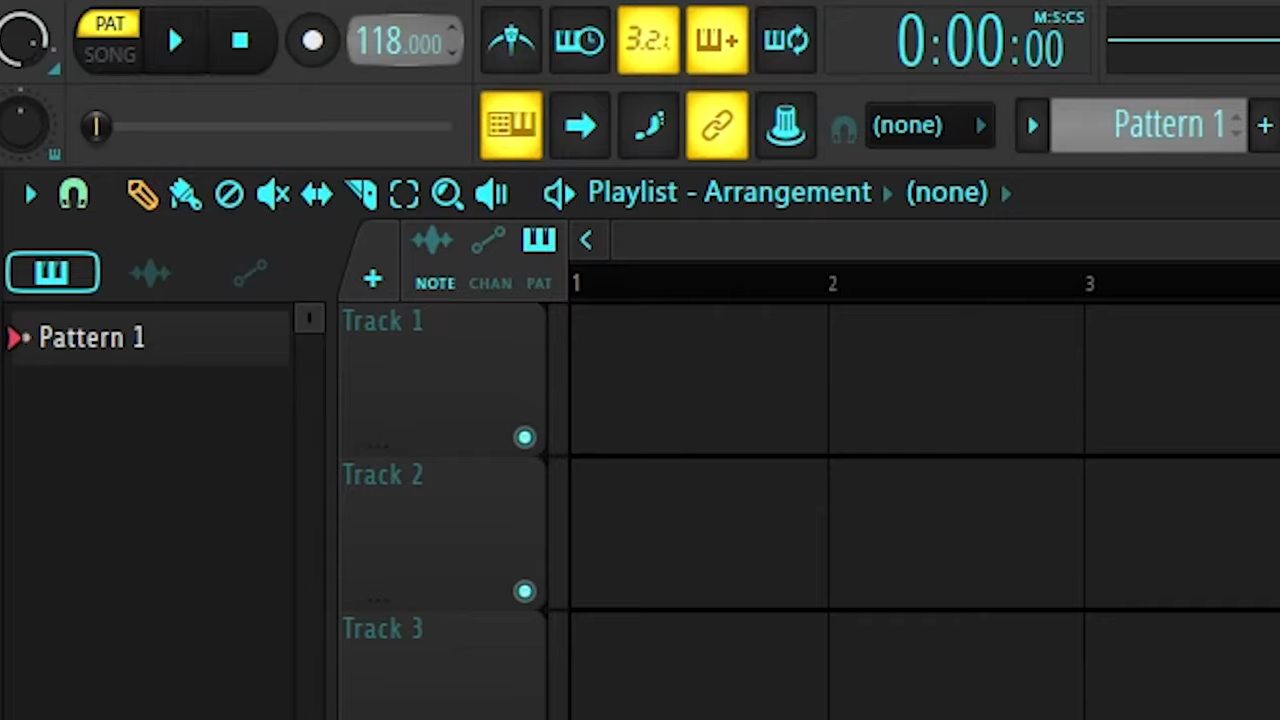 PAT
SONG
118.000
3.2:
M:S:CS
0:00:00
(none)
Pattern 1
+
Playlist - Arrangement
(none)
NOTE
CHAN
PAT
1
2
3
Pattern 1
Track 1
Track 2
Track 3